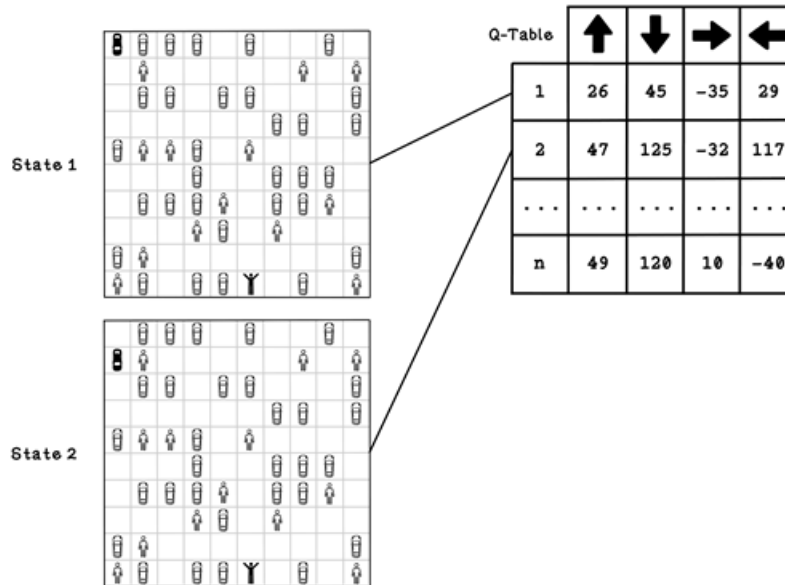 Q-Table
State 1
1 26 45 -35 29
2 47 125 -32 117
... ... ... ... ...
n 49 120 10 -40
State 2